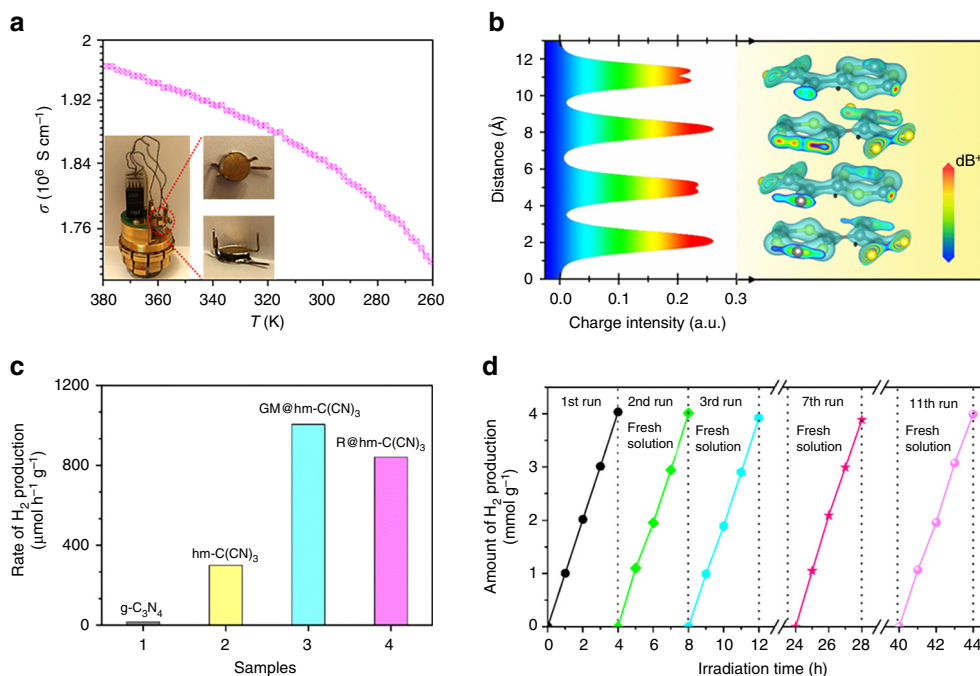 a
2
1.92
1.84
1.76
σ (10⁶ S cm⁻¹)
380 360 340 320 300 280 260
T (K)
b
12
10
8
6
4
2
0
Distance (Å)
0.0 0.1 0.2 0.3
Charge intensity (a.u.)
dB⁺
c
1200
900
600
300
0
Rate of H₂ production
(μmol h⁻¹ g⁻¹)
g-C₃N₄
hm-C(CN)₃
GM@hm-C(CN)₃
R@hm-C(CN)₃
1 2 3 4
Samples
d
4
3
2
1
0
Amount of H₂ production
(mmol g⁻¹)
1st run
2nd run
Fresh
solution
3rd run
Fresh
solution
7th run
Fresh
solution
11th run
Fresh
solution
0 2 4 6 8 10 12 24 26 28 40 42 44
Irradiation time (h)